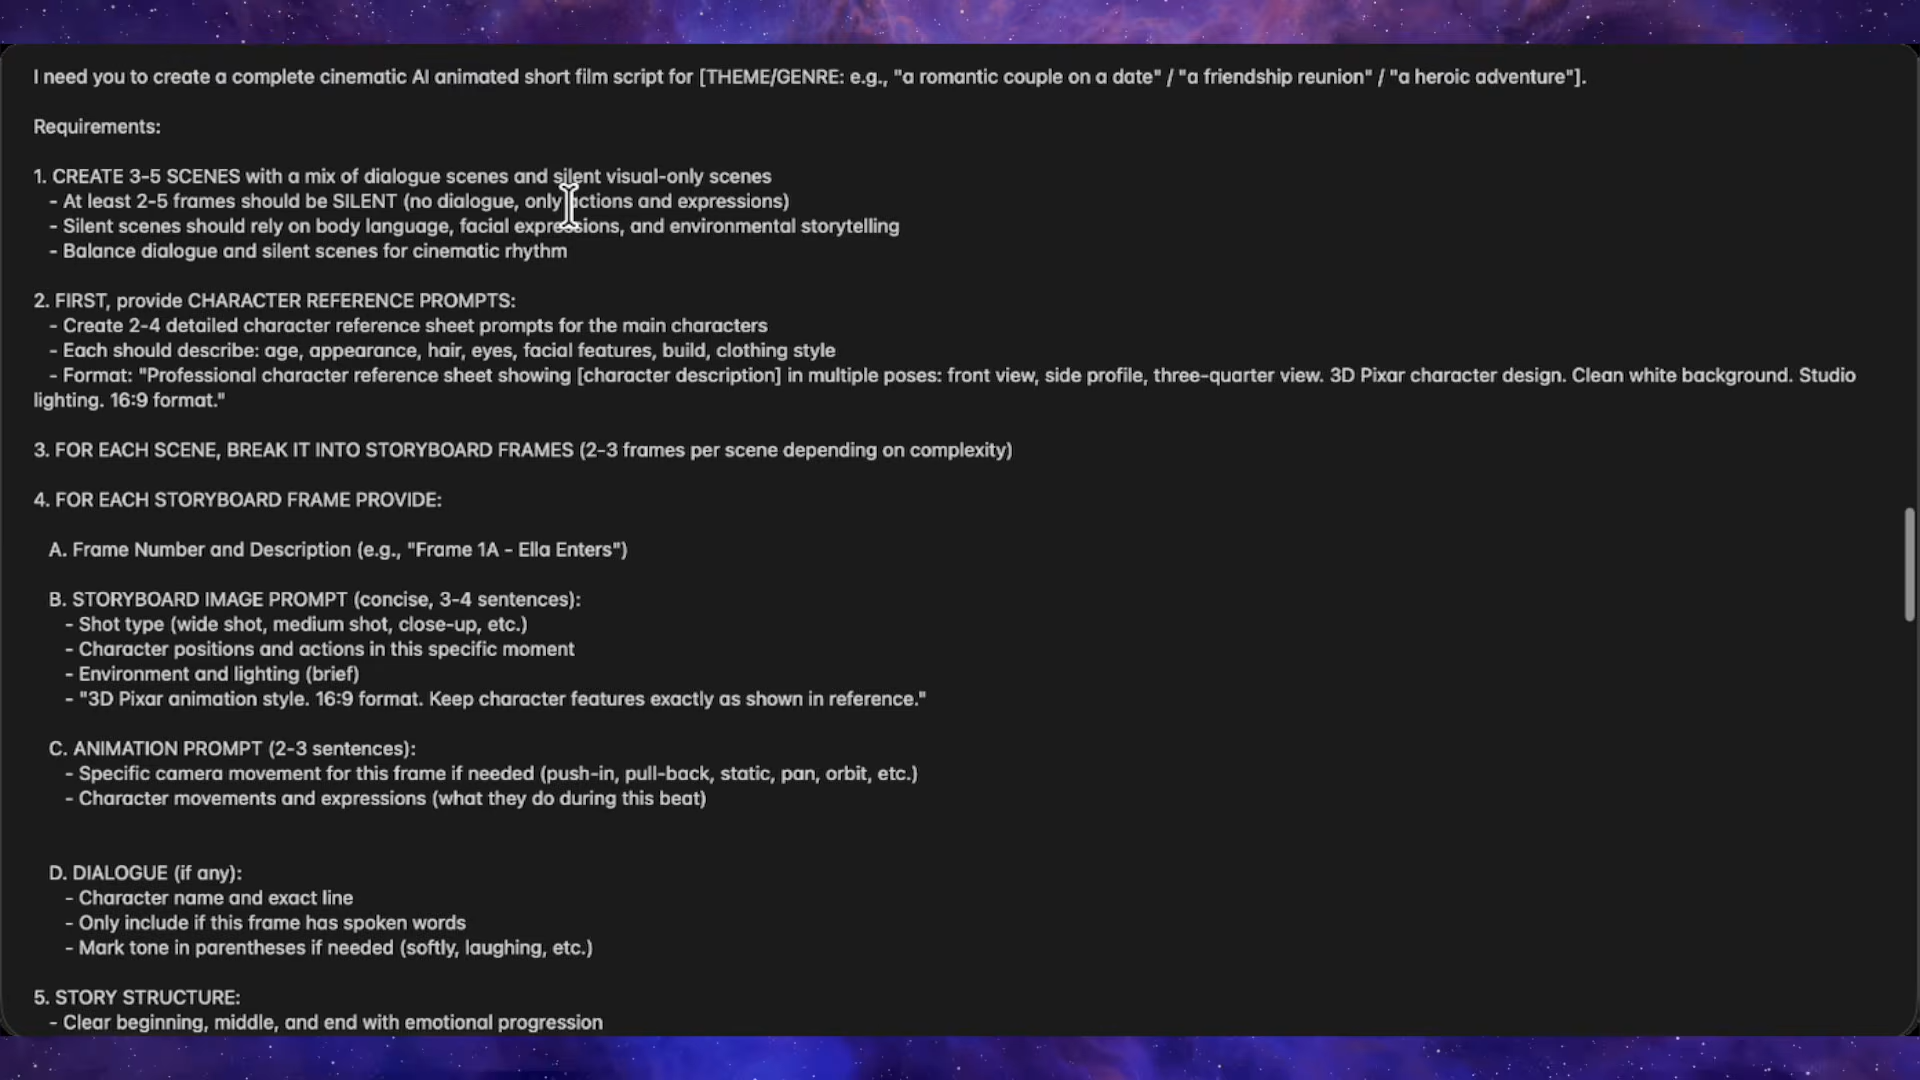 I need you to create a complete cinematic AI animated short film script for [THEME/GENRE: e.g., "a romantic couple on a date" / "a friendship reunion" / "a heroic adventure"].
Requirements:
1. CREATE 3-5 SCENES with a mix of dialogue scenes and silent visual-only scenes
- At least 2-5 frames should be SILENT (no dialogue, only actions and expressions)
- Silent scenes should rely on body language, facial expressions, and environmental storytelling
- Balance dialogue and silent scenes for cinematic rhythm
2. FIRST, provide CHARACTER REFERENCE PROMPTS:
- Create 2-4 detailed character reference sheet prompts for the main characters
- Each should describe: age, appearance, hair, eyes, facial features, build, clothing style
- Format: "Professional character reference sheet showing [character description] in multiple poses: front view, side profile, three-quarter view. 3D Pixar character design. Clean white background. Studio
lighting. 16:9 format."
3. FOR EACH SCENE, BREAK IT INTO STORYBOARD FRAMES (2-3 frames per scene depending on complexity)
4. FOR EACH STORYBOARD FRAME PROVIDE:
A. Frame Number and Description (e.g., "Frame 1A - Ella Enters")
B. STORYBOARD IMAGE PROMPT (concise, 3-4 sentences):
- Shot type (wide shot, medium shot, close-up, etc.)
- Character positions and actions in this specific moment
- Environment and lighting (brief)
- "3D Pixar animation style. 16:9 format. Keep character features exactly as shown in reference."
C. ANIMATION PROMPT (2-3 sentences):
- Specific camera movement for this frame if needed (push-in, pull-back, static, pan, orbit, etc.)
- Character movements and expressions (what they do during this beat)
D. DIALOGUE (if any):
- Character name and exact line
- Only include if this frame has spoken words
- Mark tone in parentheses if needed (softly, laughing, etc.)
5. STORY STRUCTURE:
- Clear beginning, middle, and end with emotional progression